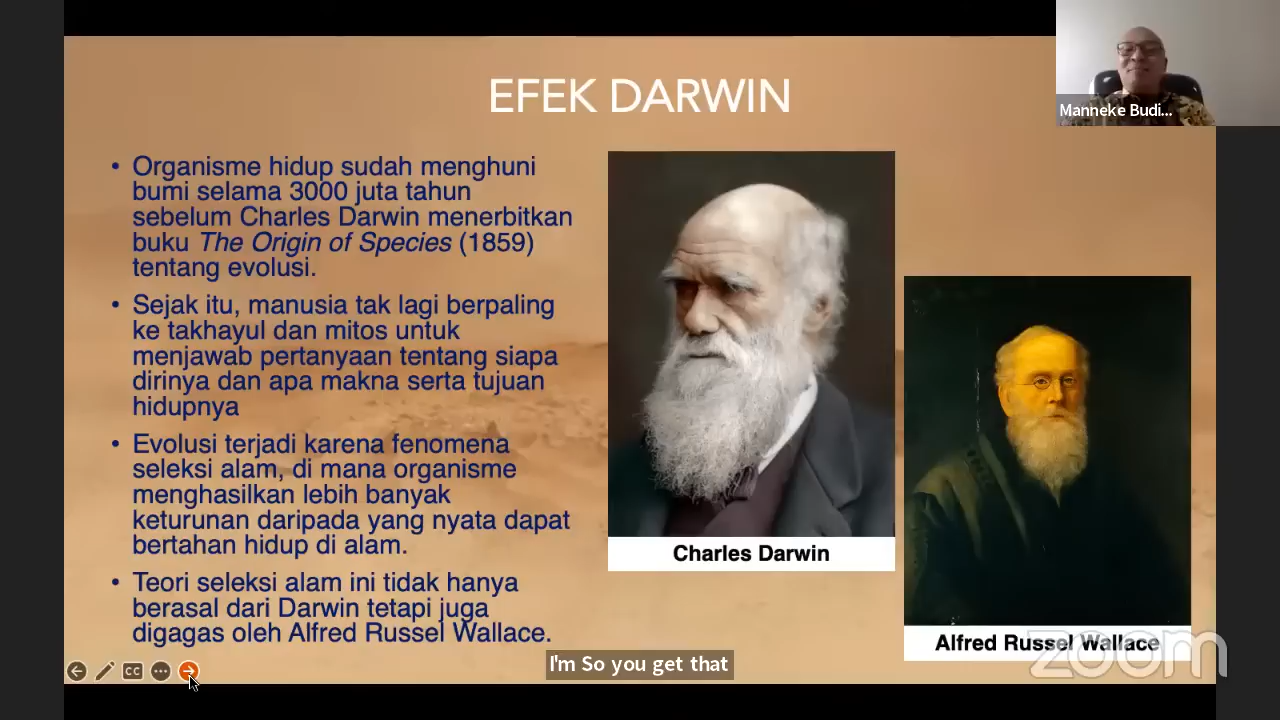 EFEK DARWIN
Manneke Budi...
• Organisme hidup sudah menghuni
bumi selama 3000 juta tahun
sebelum Charles Darwin menerbitkan
buku The Origin of Species (1859)
tentang evolusi.
• Sejak itu, manusia tak lagi berpaling
ke takhayul dan mitos untuk
menjawab pertanyaan tentang siapa
dirinya dan apa makna serta tujuan
hidupnya
• Evolusi terjadi karena fenomena
seleksi alam, di mana organisme
menghasilkan lebih banyak
keturunan daripada yang nyata dapat
bertahan hidup di alam.
• Teori seleksi alam ini tidak hanya
berasal dari Darwin tetapi juga
digagas oleh Alfred Russel Wallace.
Charles Darwin
Alfred Russel Wallace
zoom
CC
I'm So you get that